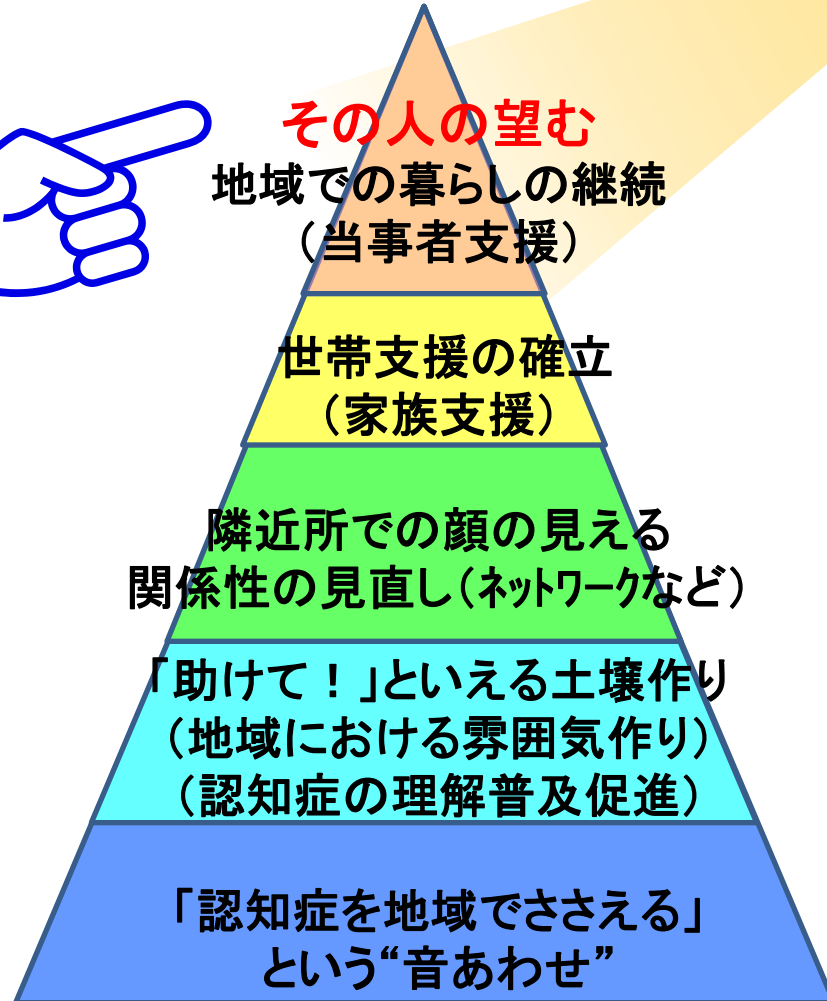 その人の望む
地域での暮らしの継続
（当事者支援）
世帯支援の確立
（家族支援）
隣近所での顔の見える
関係性の見直し（ネットワークなど）
「助けて！」といえる土壌作り
（地域における雰囲気作り）
（認知症の理解普及促進）
「認知症を地域でささえる」
という“音あわせ”